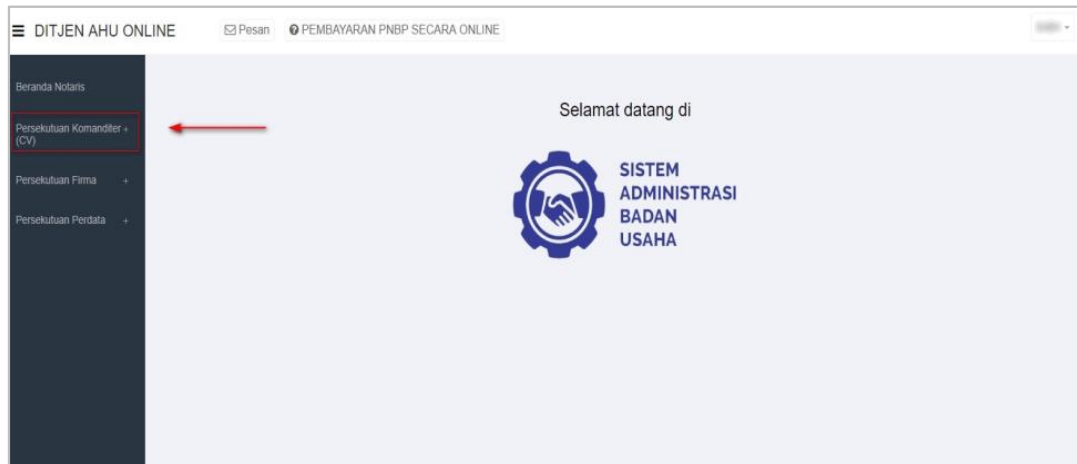 DITJEN AHU ONLINE
Pesan
PEMBAYARAN PNBP SECARA ONLINE
Beranda Notaris
Persekutuan Komanditer +
(CV)
Persekutuan Firma +
Persekutuan Perdata +
Selamat datang di
SISTEM
ADMINISTRASI
BADAN
USAHA